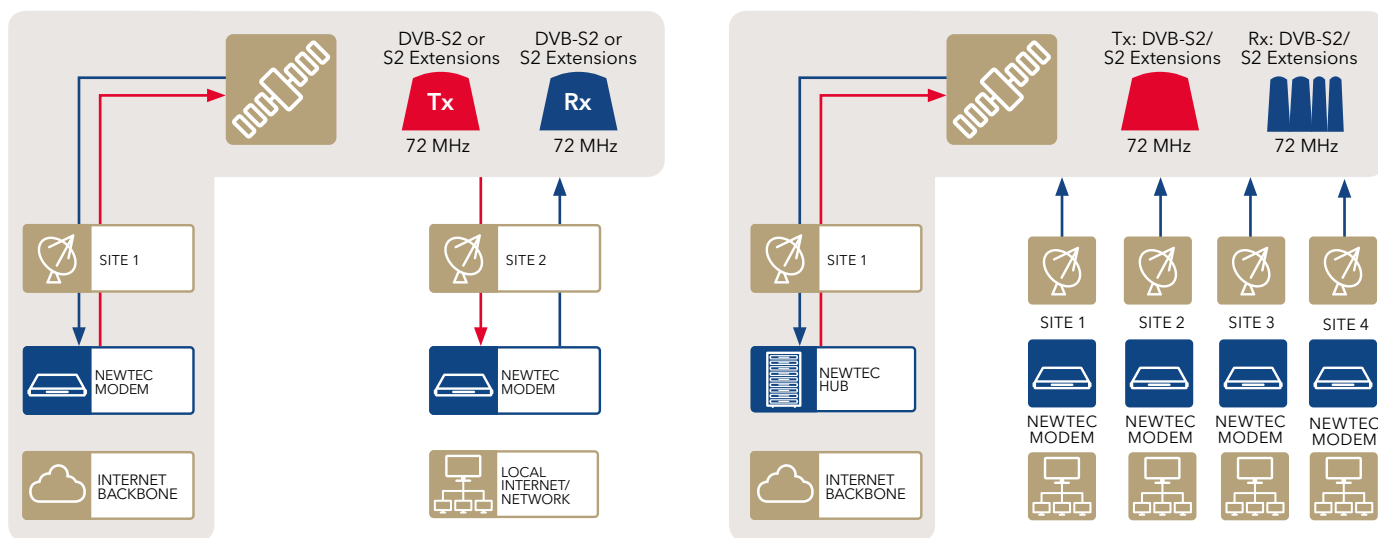 DVB-S2 or
S2 Extensions
Tx
72 MHz
DVB-S2 or
S2 Extensions
Rx
72 MHz
SITE 1
SITE 2
NEWTEC
MODEM
NEWTEC
MODEM
INTERNET
BACKBONE
LOCAL
INTERNET/
NETWORK
Tx: DVB-S2/
S2 Extensions
72 MHz
Rx: DVB-S2/
S2 Extensions
72 MHz
SITE 1
NEWTEC
HUB
INTERNET
BACKBONE
SITE 1
SITE 2
SITE 3
SITE 4
NEWTEC
MODEM
NEWTEC
MODEM
NEWTEC
MODEM
NEWTEC
MODEM